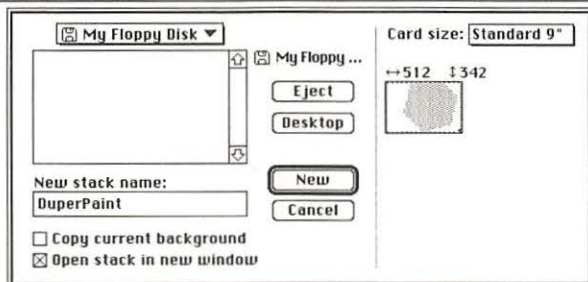 My Floppy Disk
My Floppy ...
Eject
Desktop
New stack name:
DuperPaint
New
Cancel
Copy current background
Open stack in new window
Card size: Standard 9"
512 342